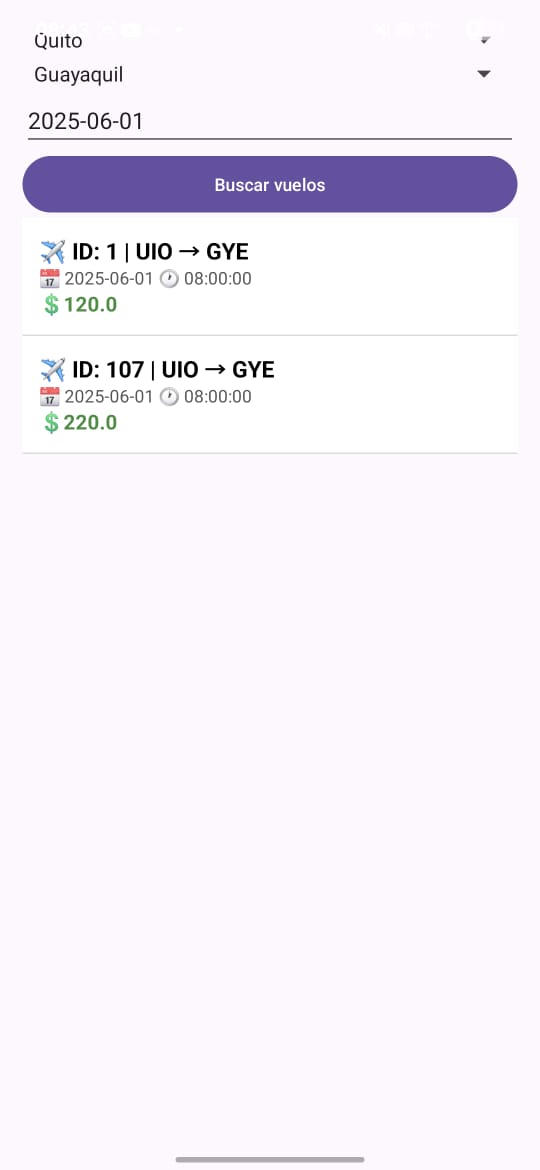 Quito
Guayaquil
2025-06-01
Buscar vuelos
✈️ ID: 1 | UIO → GYE
📅 2025-06-01 🕐 08:00:00
💲120.0
✈️ ID: 107 | UIO → GYE
📅 2025-06-01 🕐 08:00:00
💲220.0